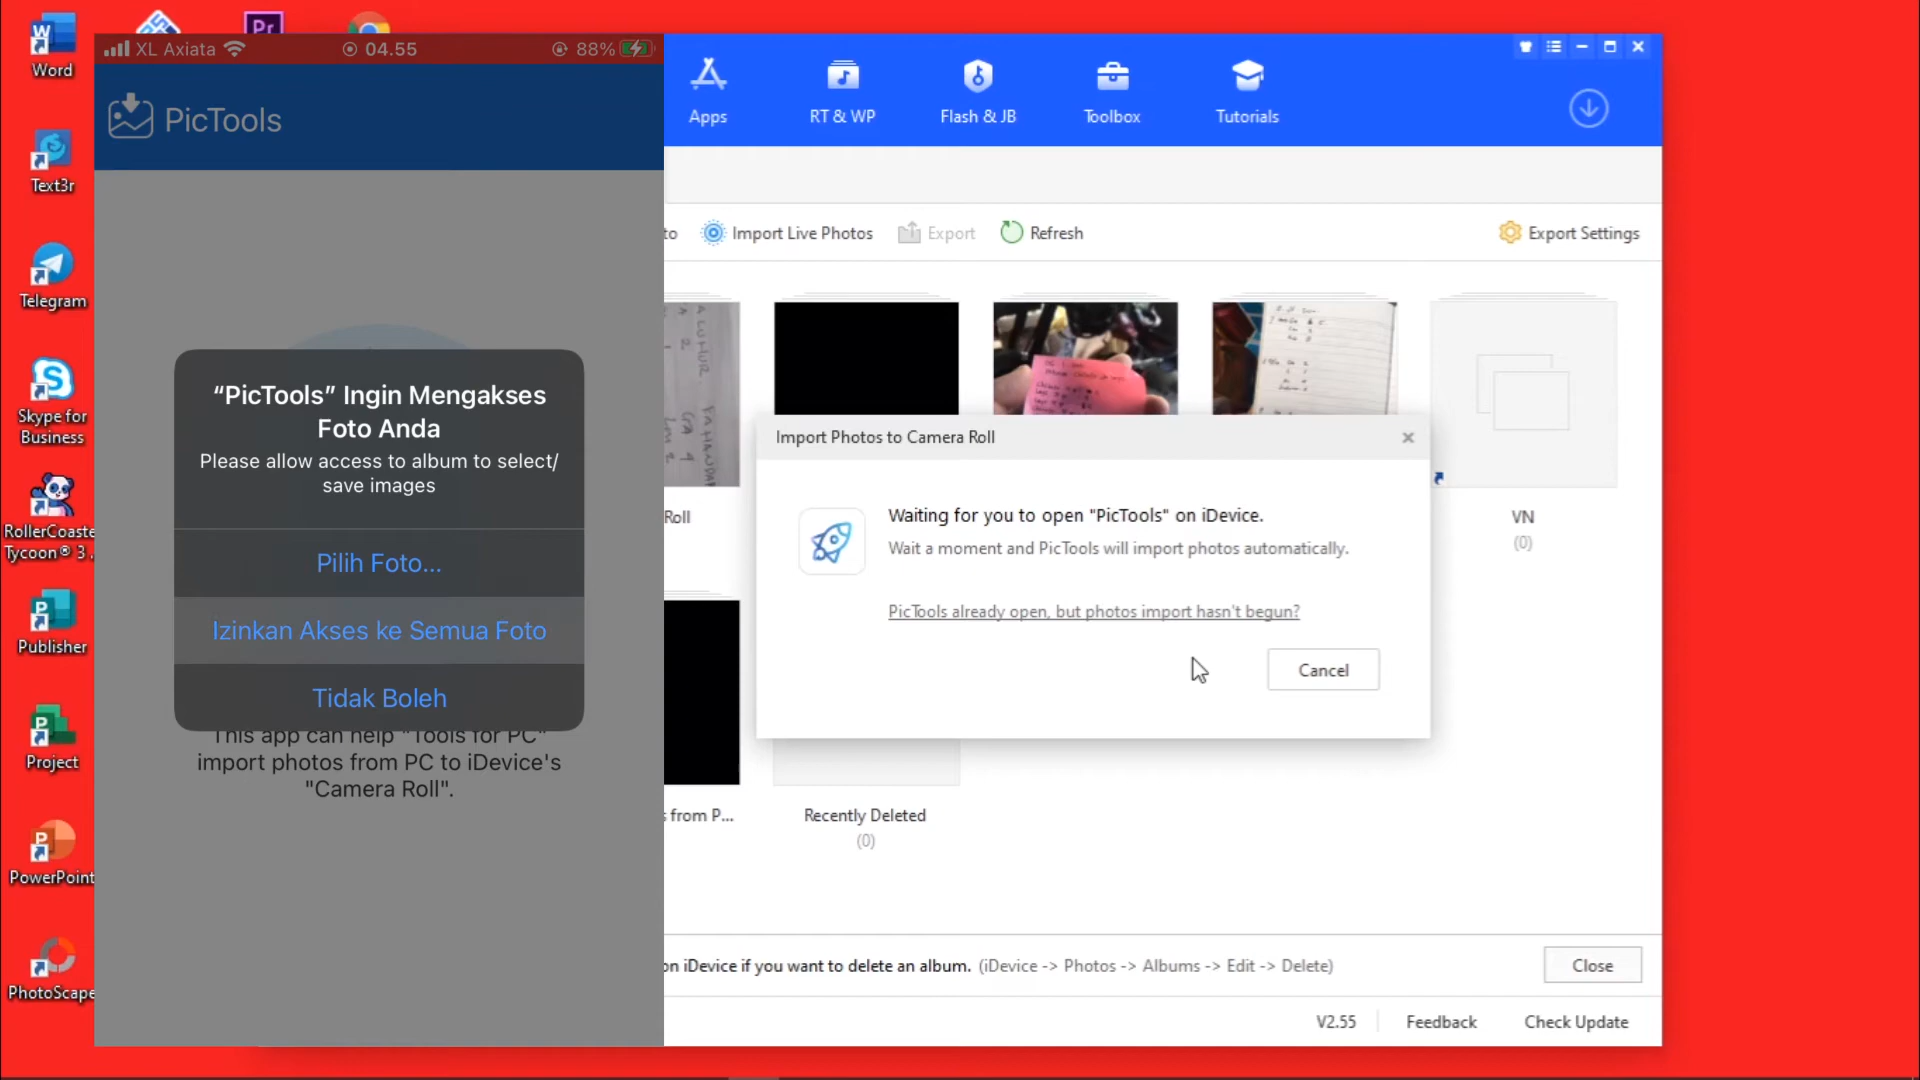 Word
Text3r
Telegram
Skype for
Business
RollerCoaste
Tycoon® 3 .
Publisher
Project
PowerPoint
PhotoScape
Pr
XL Axiata
04.55
88%
PicTools
“PicTools” Ingin Mengakses
Foto Anda
Please allow access to album to select/
save images
Pilih Foto...
Izinkan Akses ke Semua Foto
Tidak Boleh
This app can help "Tools for PC"
import photos from PC to iDevice's
"Camera Roll".
Apps
RT & WP
Flash & JB
Toolbox
Tutorials
to
Import Live Photos
Export
Refresh
Export Settings
Roll
VN
(0)
Import Photos to Camera Roll
Waiting for you to open "PicTools" on iDevice.
Wait a moment and PicTools will import photos automatically.
PicTools already open, but photos import hasn't begun?
Cancel
s from P...
Recently Deleted
(0)
on iDevice if you want to delete an album. (iDevice -> Photos -> Albums -> Edit -> Delete)
Close
V2.55
Feedback
Check Update